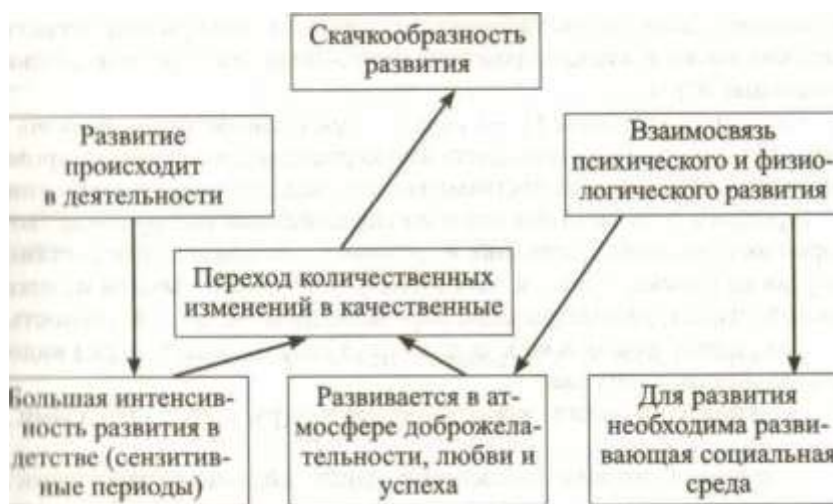 Скачкообразность
развития
Развитие
происходит
в деятельности
Взаимосвязь
психического и физио-
логического развития
Переход количественных
изменений в качественные
Большая интенсив-
ность развития в
детстве (сензитив-
ные периоды)
Развивается в ат-
мосфере доброжела-
тельности, любви и
успеха
Для развития
необходима разви-
вающая социальная
среда